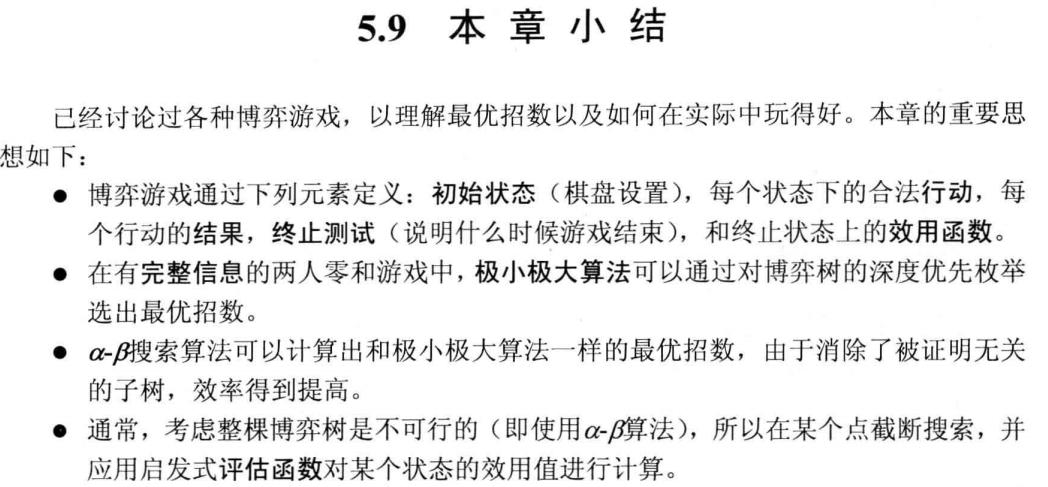 5.9 本章小结
已经讨论过各种博弈游戏，以理解最优招数以及如何在实际中玩得好。本章的重要思
想如下：
● 博弈游戏通过下列元素定义：初始状态（棋盘设置），每个状态下的合法行动，每
个行动的结果，终止测试（说明什么时候游戏结束），和终止状态上的效用函数。
● 在有完整信息的两人零和游戏中，极小极大算法可以通过对博弈树的深度优先枚举
选出最优招数。
● α-β搜索算法可以计算出和极小极大算法一样的最优招数，由于消除了被证明无关
的子树，效率得到提高。
● 通常，考虑整棵博弈树是不可行的（即使用α-β算法），所以在某个点截断搜索，并
应用启发式评估函数对某个状态的效用值进行计算。